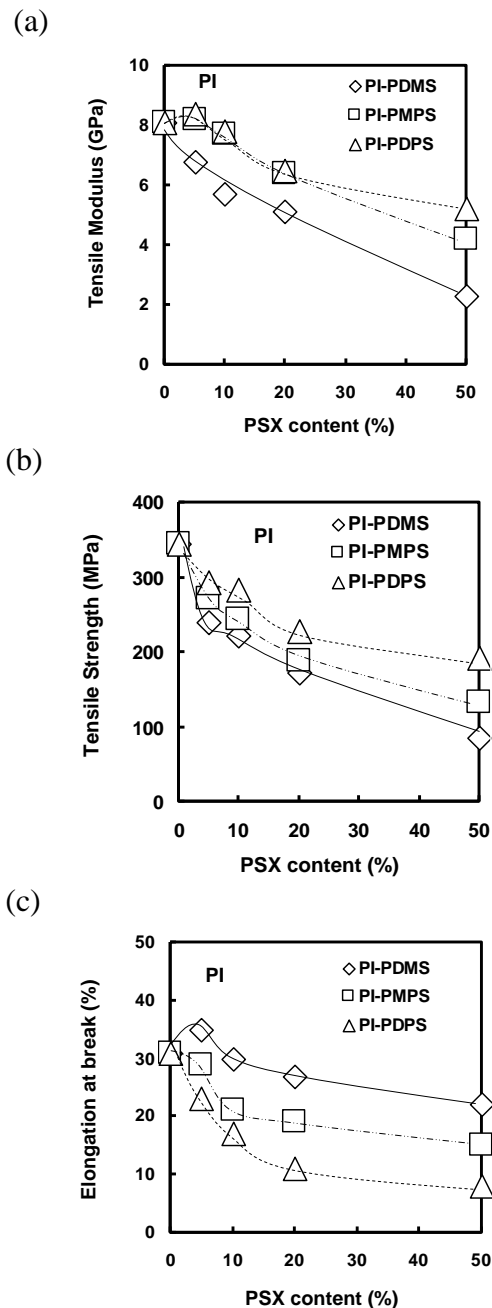 (a)
PI
PI-PDMS
PI-PMPS
PI-PDPS
Tensile Modulus (GPa)
10
8
6
4
2
0
0 10 20 30 40 50
PSX content (%)
(b)
PI
PI-PDMS
PI-PMPS
PI-PDPS
Tensile Strength (MPa)
400
300
200
100
0
0 10 20 30 40 50
PSX content (%)
(c)
PI
PI-PDMS
PI-PMPS
PI-PDPS
Elongation at break (%)
50
40
30
20
10
0
0 10 20 30 40 50
PSX content (%)